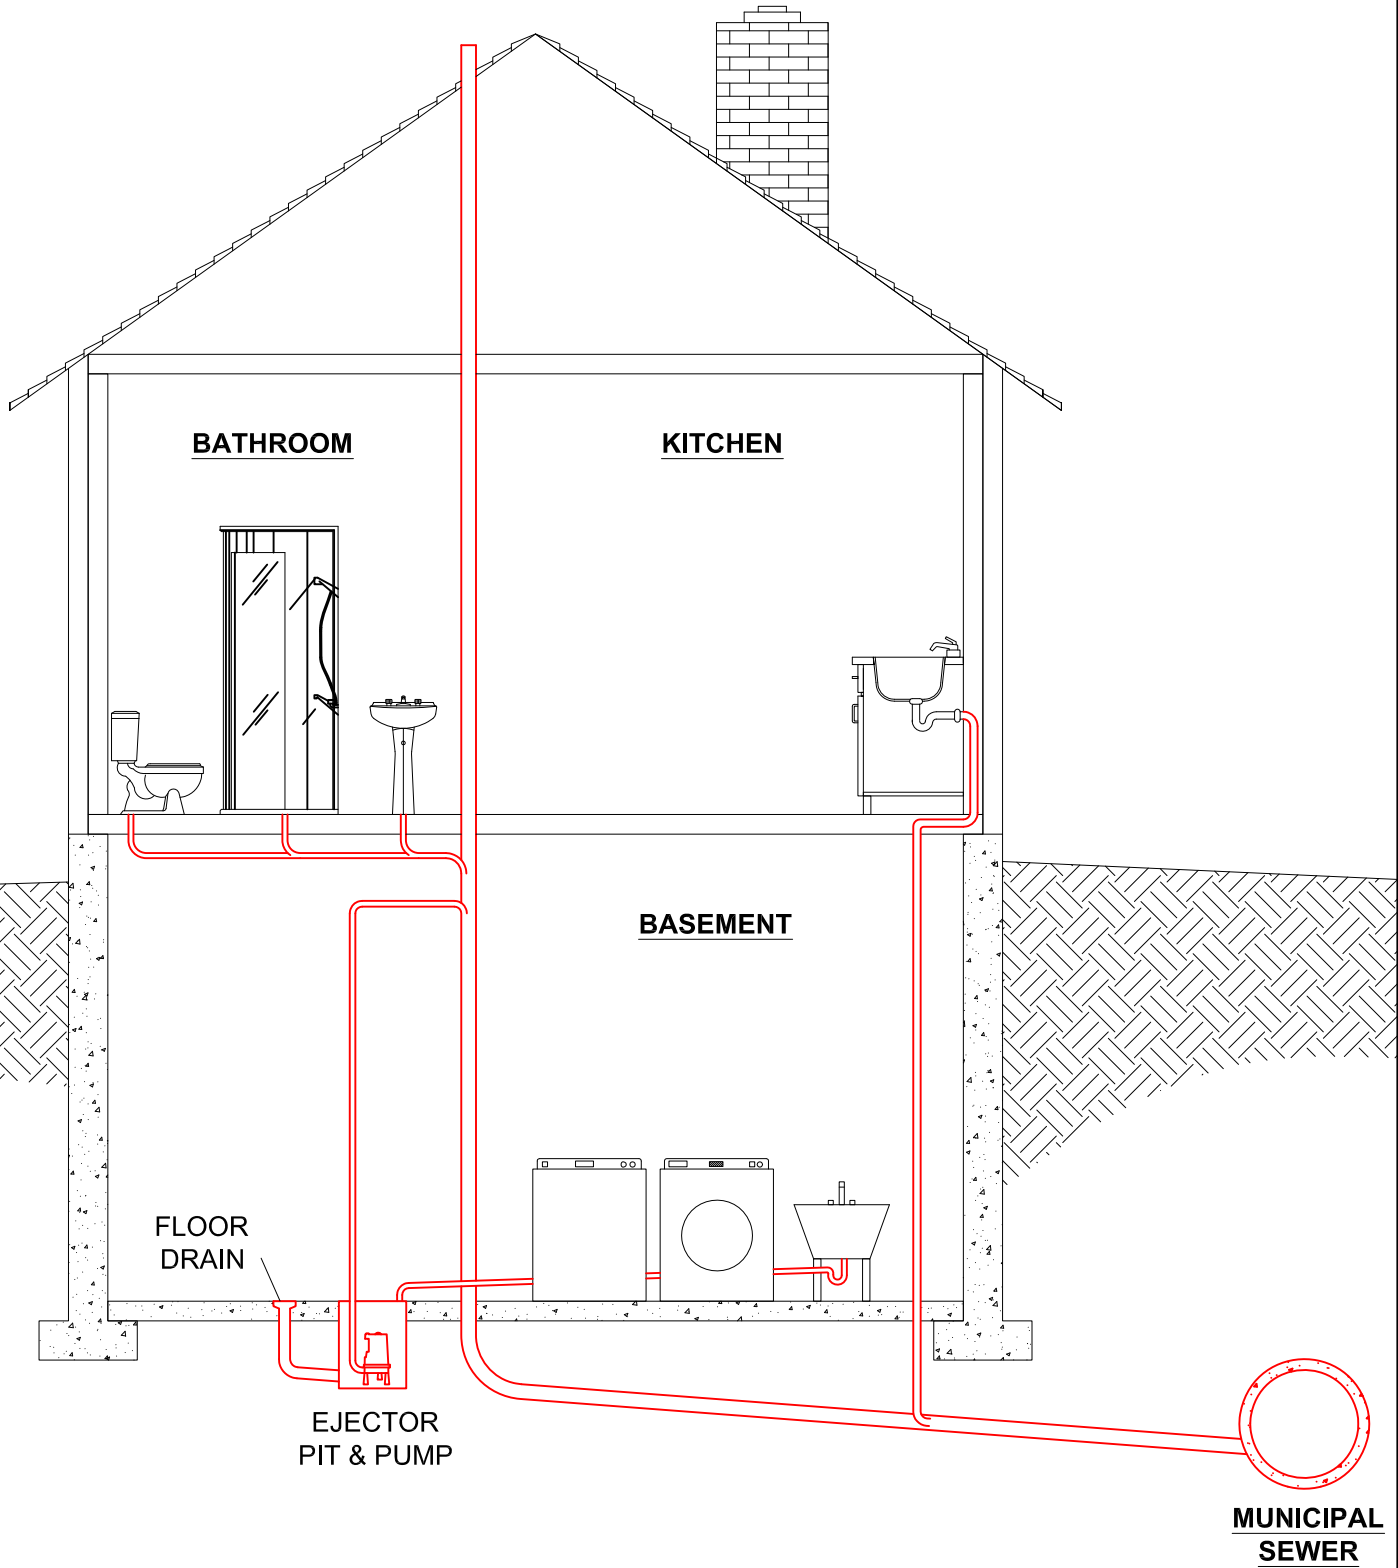 BATHROOM
KITCHEN
BASEMENT
FLOOR
DRAIN
EJECTOR
PIT & PUMP
MUNICIPAL
SEWER